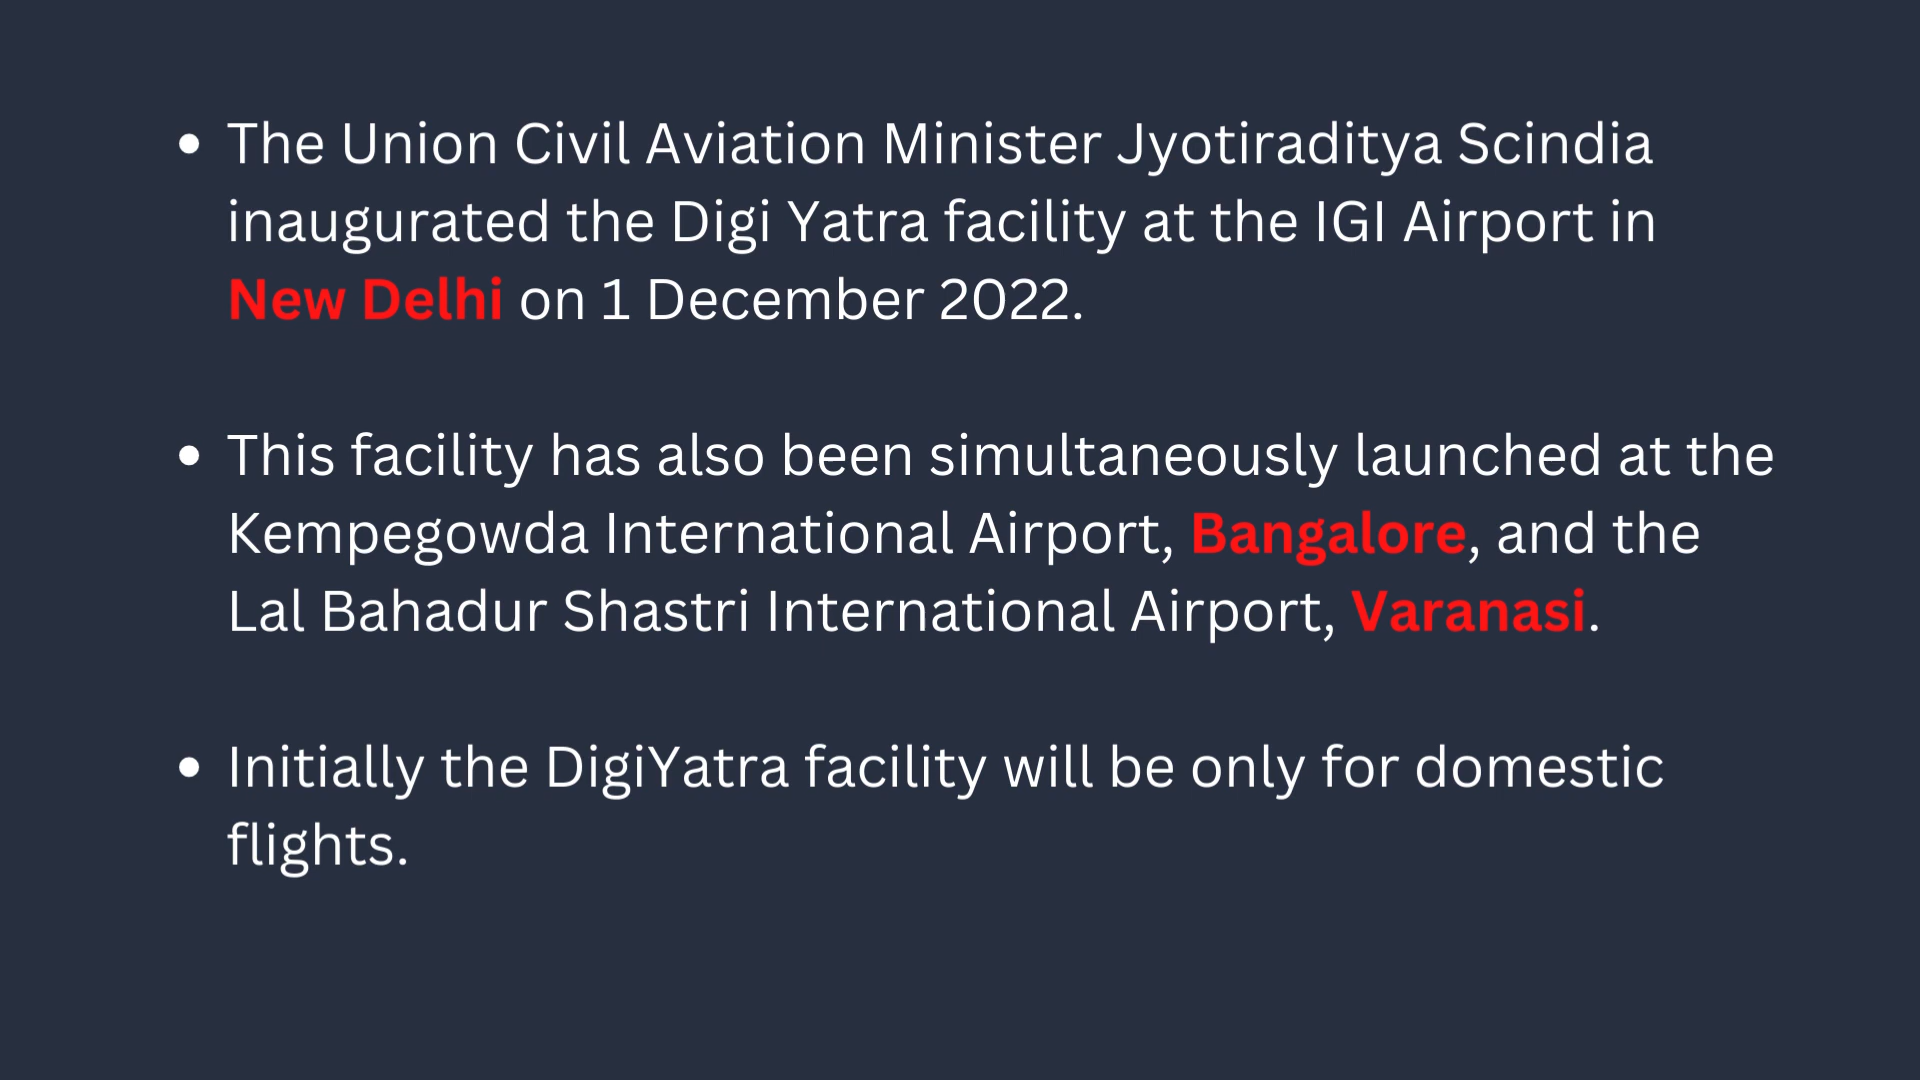 • The Union Civil Aviation Minister Jyotiraditya Scindia
inaugurated the Digi Yatra facility at the IGI Airport in
New Delhi on 1 December 2022.
• This facility has also been simultaneously launched at the
Kempegowda International Airport, Bangalore, and the
Lal Bahadur Shastri International Airport, Varanasi.
• Initially the DigiYatra facility will be only for domestic
flights.